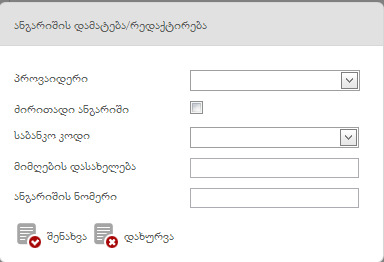 ანგარიშის დამატება/რედაქტირება
პროვაიდერი
ძირითადი ანგარიში
საბანკო კოდი
მიმღების დასახელება
ანგარიშის ნომერი
შენახვა დახურვა